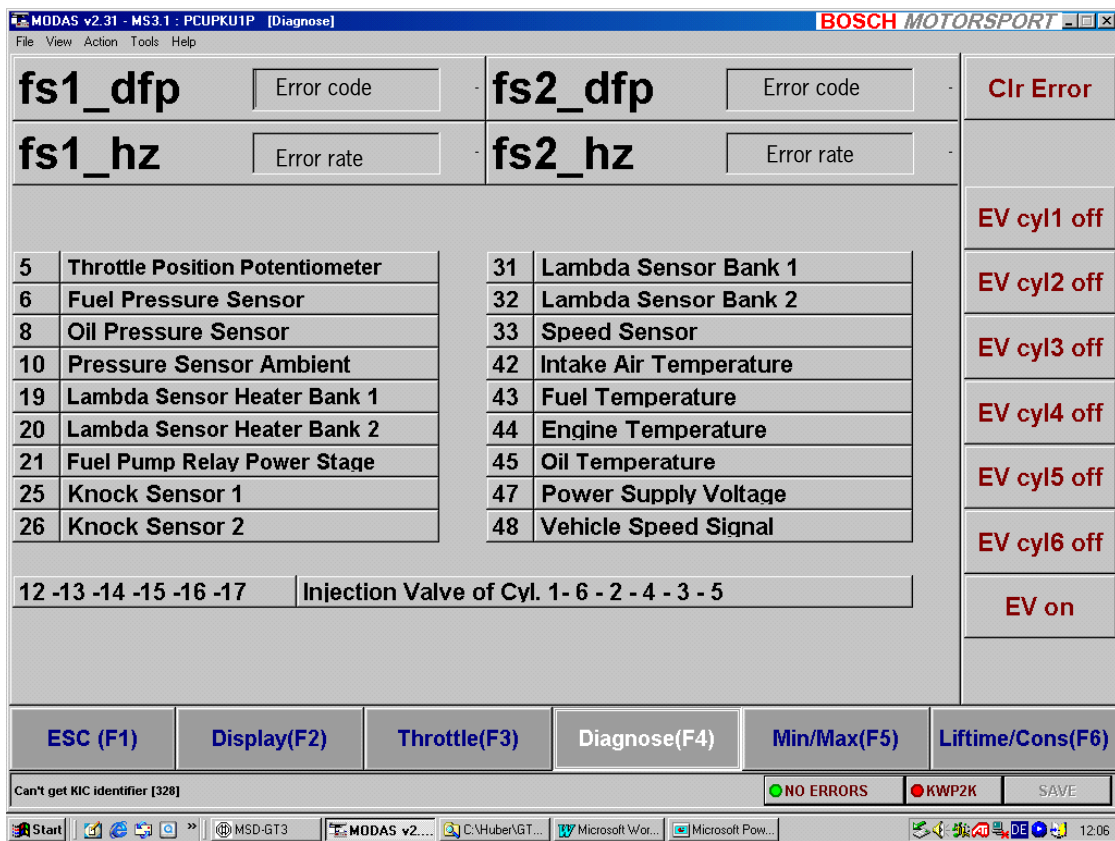 MODAS v2.31 - MS3.1 : PCUPKU1P [Diagnose]
BOSCH MOTORSPORT
File View Action Tools Help
fs1_dfp Error code - fs2_dfp Error code - Clr Error
fs1_hz Error rate - fs2_hz Error rate -
EV cyl1 off
5 Throttle Position Potentiometer 31 Lambda Sensor Bank 1
EV cyl2 off
6 Fuel Pressure Sensor 32 Lambda Sensor Bank 2
8 Oil Pressure Sensor 33 Speed Sensor
EV cyl3 off
10 Pressure Sensor Ambient 42 Intake Air Temperature
19 Lambda Sensor Heater Bank 1 43 Fuel Temperature
EV cyl4 off
20 Lambda Sensor Heater Bank 2 44 Engine Temperature
21 Fuel Pump Relay Power Stage 45 Oil Temperature
EV cyl5 off
25 Knock Sensor 1 47 Power Supply Voltage
26 Knock Sensor 2 48 Vehicle Speed Signal
EV cyl6 off
12 -13 -14 -15 -16 -17 Injection Valve of Cyl. 1- 6 - 2 - 4 - 3 - 5
EV on
ESC (F1) Display(F2) Throttle(F3) Diagnose(F4) Min/Max(F5) Liftime/Cons(F6)
Can't get KIC identifier [328] NO ERRORS KWP2K SAVE
Start » MSD-GT3 MODAS v2.... C:\Huber\GT... Microsoft Wor... Microsoft Pow... DE 12:06